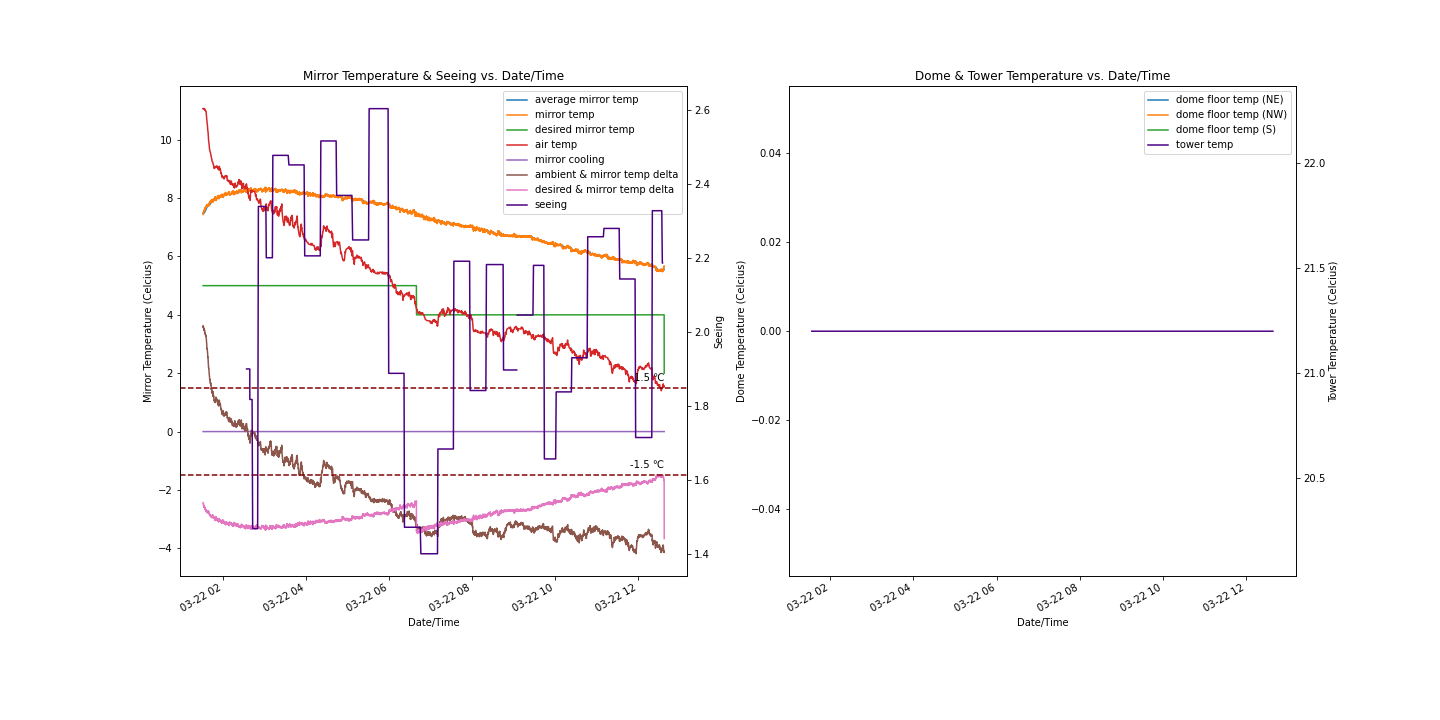 Mirror Temperature & Seeing vs. Date/Time
Mirror Temperature (Celcius)
10
8
6
4
2
0
−2
−4
average mirror temp
mirror temp
desired mirror temp
air temp
mirror cooling
ambient & mirror temp delta
desired & mirror temp delta
seeing
1.5 °C
-1.5 °C
2.6
2.4
2.2
2.0
1.8
1.6
1.4
Seeing
03-22 02
03-22 04
03-22 06
03-22 08
03-22 10
03-22 12
Date/Time
Dome & Tower Temperature vs. Date/Time
Dome Temperature (Celcius)
0.04
0.02
0.00
−0.02
−0.04
dome floor temp (NE)
dome floor temp (NW)
dome floor temp (S)
tower temp
22.0
21.5
21.0
20.5
Tower Temperature (Celcius)
03-22 02
03-22 04
03-22 06
03-22 08
03-22 10
03-22 12
Date/Time